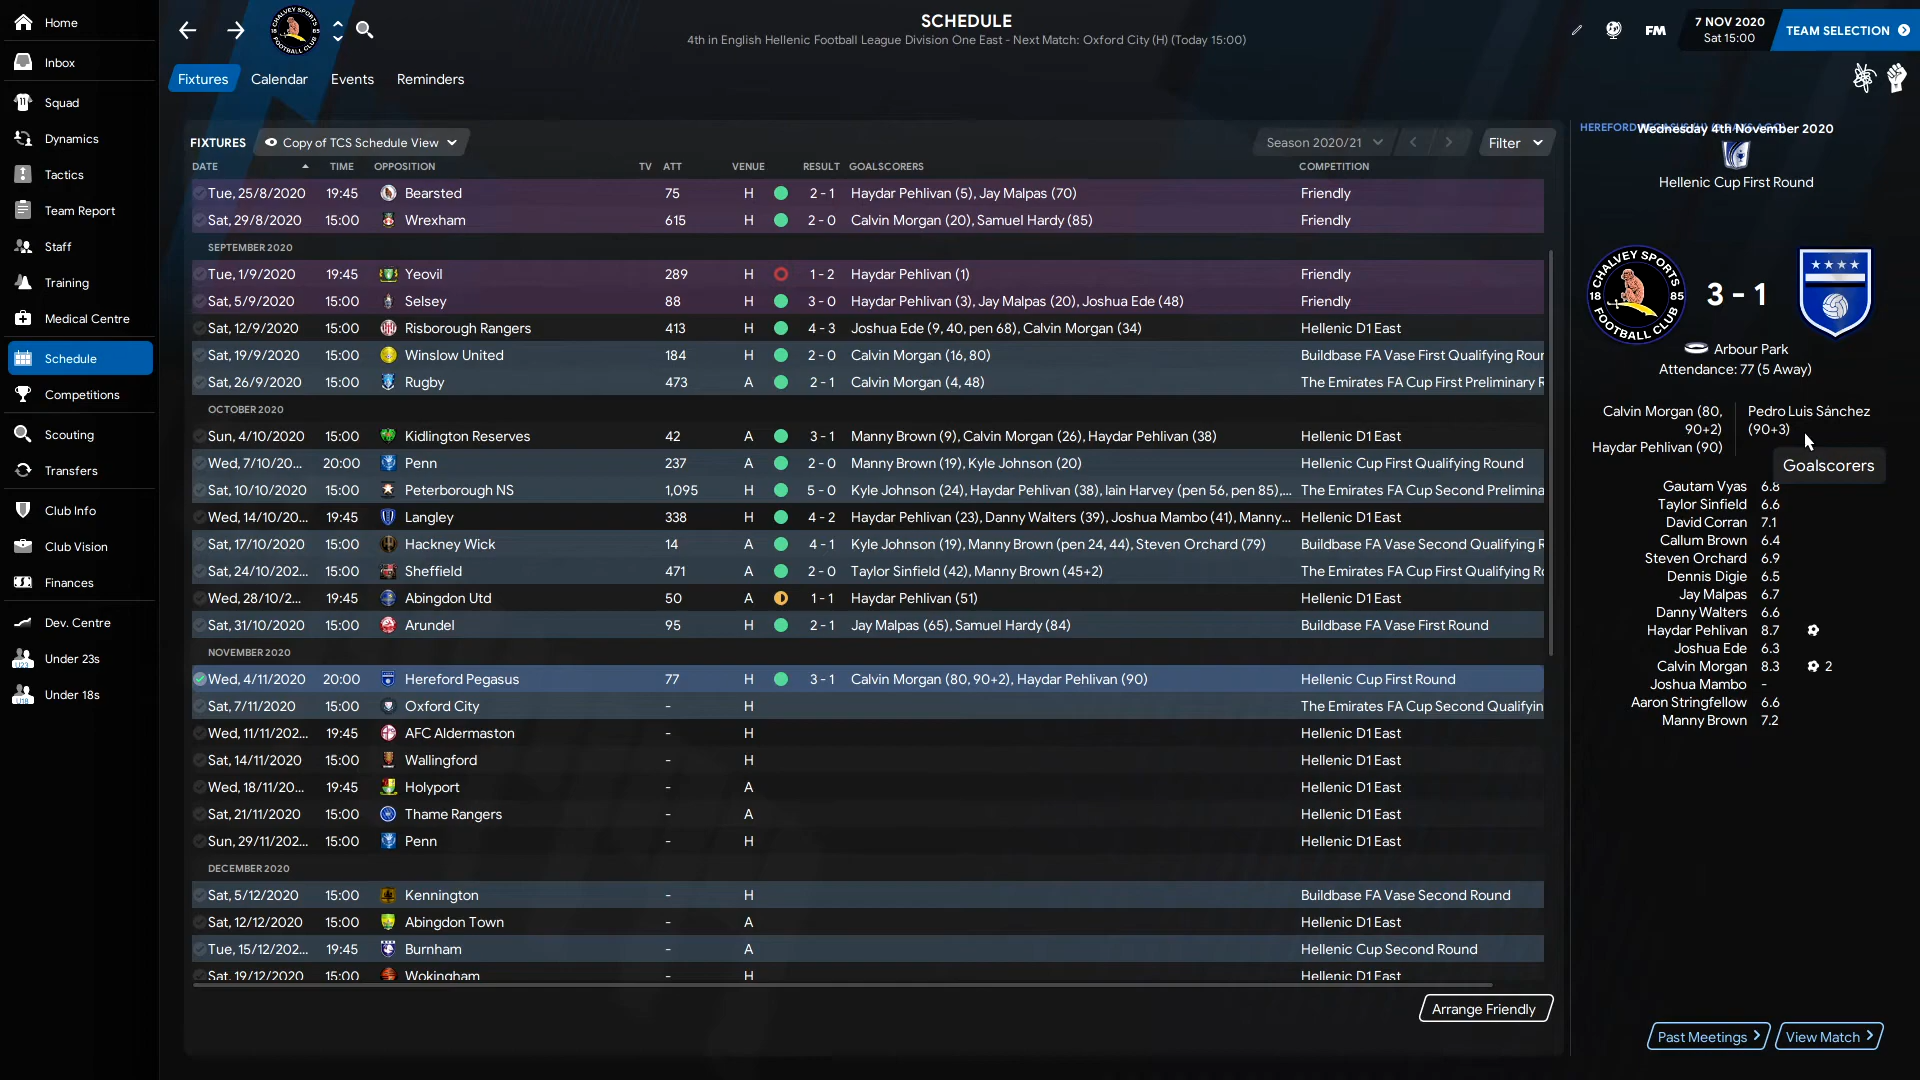 Home
Inbox
Squad
Dynamics
Tactics
Team Report
Staff
Training
Medical Centre
Schedule
Competitions
Scouting
Transfers
Club Info
Club Vision
Finances
Dev. Centre
Under 23s
Under 18s
SCHEDULE
4th in English Hellenic Football League Division One East - Next Match: Oxford City (H) (Today 15:00)
FM
7 NOV 2020
Sat 15:00
TEAM SELECTION
Fixtures Calendar Events Reminders
FIXTURES Copy of TCS Schedule View Season 2020/21 Filter
DATE TIME OPPOSITION TV ATT VENUE RESULT GOALSCORERS COMPETITION
Tue, 25/8/2020 19:45 Bearsted 75 H 2 - 1 Haydar Pehlivan (5), Jay Malpas (70) Friendly
Sat, 29/8/2020 15:00 Wrexham 615 H 2 - 0 Calvin Morgan (20), Samuel Hardy (85) Friendly
SEPTEMBER 2020
Tue, 1/9/2020 19:45 Yeovil 289 H 1 - 2 Haydar Pehlivan (1) Friendly
Sat, 5/9/2020 15:00 Selsey 88 H 3 - 0 Haydar Pehlivan (3), Jay Malpas (20), Joshua Ede (48) Friendly
Sat, 12/9/2020 15:00 Risborough Rangers 413 H 4 - 3 Joshua Ede (9, 40, pen 68), Calvin Morgan (34) Hellenic D1 East
Sat, 19/9/2020 15:00 Winslow United 184 H 2 - 0 Calvin Morgan (16, 80) Buildbase FA Vase First Qualifying Rour
Sat, 26/9/2020 15:00 Rugby 473 A 2 - 1 Calvin Morgan (4, 48) The Emirates FA Cup First Preliminary R
OCTOBER 2020
Sun, 4/10/2020 15:00 Kidlington Reserves 42 A 3 - 1 Manny Brown (9), Calvin Morgan (26), Haydar Pehlivan (38) Hellenic D1 East
Wed, 7/10/20... 20:00 Penn 237 A 2 - 0 Manny Brown (19), Kyle Johnson (20) Hellenic Cup First Qualifying Round
Sat, 10/10/2020 15:00 Peterborough NS 1,095 H 5 - 0 Kyle Johnson (24), Haydar Pehlivan (38), Iain Harvey (pen 56, pen 85),... The Emirates FA Cup Second Prelimina
Wed, 14/10/20... 19:45 Langley 338 H 4 - 2 Haydar Pehlivan (23), Danny Walters (39), Joshua Mambo (41), Manny... Hellenic D1 East
Sat, 17/10/2020 15:00 Hackney Wick 14 A 4 - 1 Kyle Johnson (19), Manny Brown (pen 24, 44), Steven Orchard (79) Buildbase FA Vase Second Qualifying R
Sat, 24/10/202... 15:00 Sheffield 471 A 2 - 0 Taylor Sinfield (42), Manny Brown (45+2) The Emirates FA Cup First Qualifying Ro
Wed, 28/10/2... 19:45 Abingdon Utd 50 A 1 - 1 Haydar Pehlivan (51) Hellenic D1 East
Sat, 31/10/2020 15:00 Arundel 95 H 2 - 1 Jay Malpas (65), Samuel Hardy (84) Buildbase FA Vase First Round
NOVEMBER 2020
Wed, 4/11/2020 20:00 Hereford Pegasus 77 H 3 - 1 Calvin Morgan (80, 90+2), Haydar Pehlivan (90) Hellenic Cup First Round
Sat, 7/11/2020 15:00 Oxford City - H The Emirates FA Cup Second Qualifyin
Wed, 11/11/202... 19:45 AFC Aldermaston - H Hellenic D1 East
Sat, 14/11/2020 15:00 Wallingford - H Hellenic D1 East
Wed, 18/11/20... 19:45 Holyport - A Hellenic D1 East
Sat, 21/11/2020 15:00 Thame Rangers - A Hellenic D1 East
Sun, 29/11/202... 15:00 Penn - H Hellenic D1 East
DECEMBER 2020
Sat, 5/12/2020 15:00 Kennington - H Buildbase FA Vase Second Round
Sat, 12/12/2020 15:00 Abingdon Town - A Hellenic D1 East
Tue, 15/12/202... 19:45 Burnham - A Hellenic Cup Second Round
Sat, 19/12/2020 15:00 Wokingham - H Hellenic D1 East
Arrange Friendly
Wednesday 4th November 2020
Hellenic Cup First Round
CHALVEY SPORTS
18 85
FOOTBALL CLUB
3 - 1
Arbour Park
Attendance: 77 (5 Away)
Calvin Morgan (80,
90+2)
Haydar Pehlivan (90)
Pedro Luis Sánchez
(90+3)
Goalscorers
Gautam Vyas 6.8
Taylor Sinfield 6.6
David Corran 7.1
Callum Brown 6.4
Steven Orchard 6.9
Dennis Digie 6.5
Jay Malpas 6.7
Danny Walters 6.6
Haydar Pehlivan 8.7
Joshua Ede 6.3
Calvin Morgan 8.3 2
Joshua Mambo -
Aaron Stringfellow 6.6
Manny Brown 7.2
Past Meetings View Match